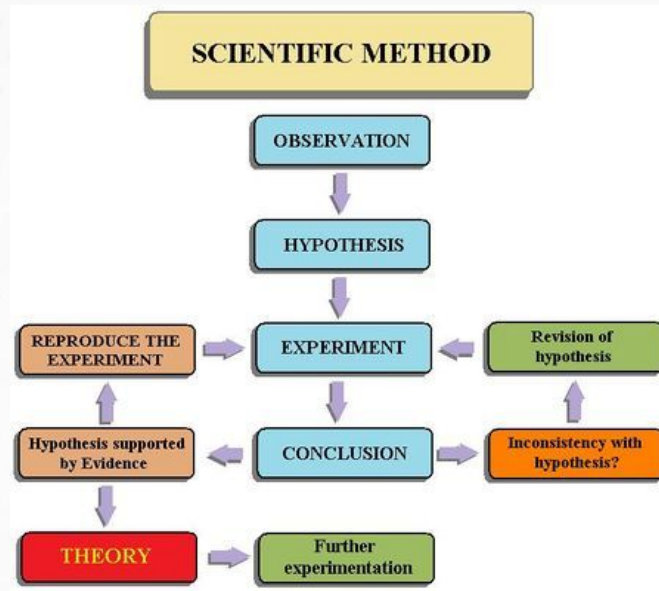 SCIENTIFIC METHOD
OBSERVATION
HYPOTHESIS
REPRODUCE THE
EXPERIMENT
EXPERIMENT
Revision of
hypothesis
Hypothesis supported
by Evidence
CONCLUSION
Inconsistency with
hypothesis?
THEORY
Further
experimentation